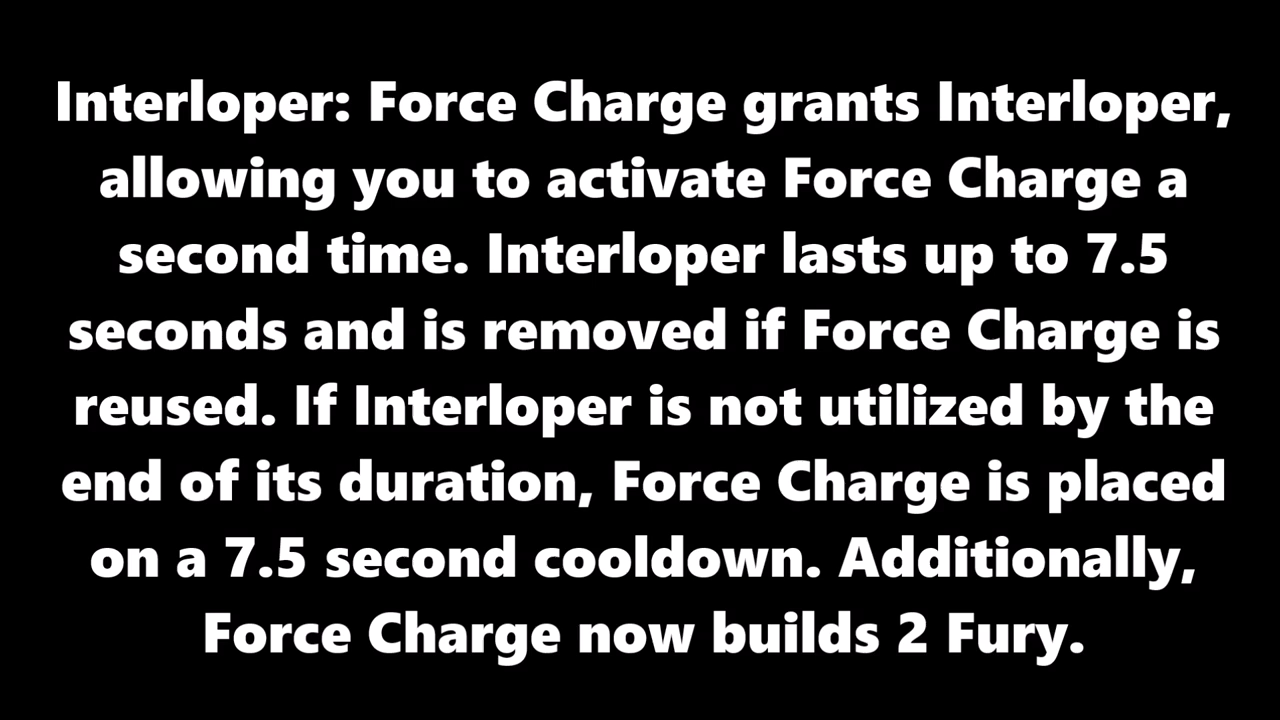 Interloper: Force Charge grants Interloper,
allowing you to activate Force Charge a
second time. Interloper lasts up to 7.5
seconds and is removed if Force Charge is
reused. If Interloper is not utilized by the
end of its duration, Force Charge is placed
on a 7.5 second cooldown. Additionally,
Force Charge now builds 2 Fury.